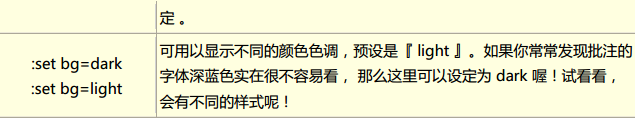 定 。
:set bg=dark
:set bg=light
可用以显示不同的颜色色调，预设是『 light 』。如果你常常发现批注的
字体深蓝色实在很不容易看， 那么这里可以设定为 dark 喔！试看看，
会有不同的样式呢！